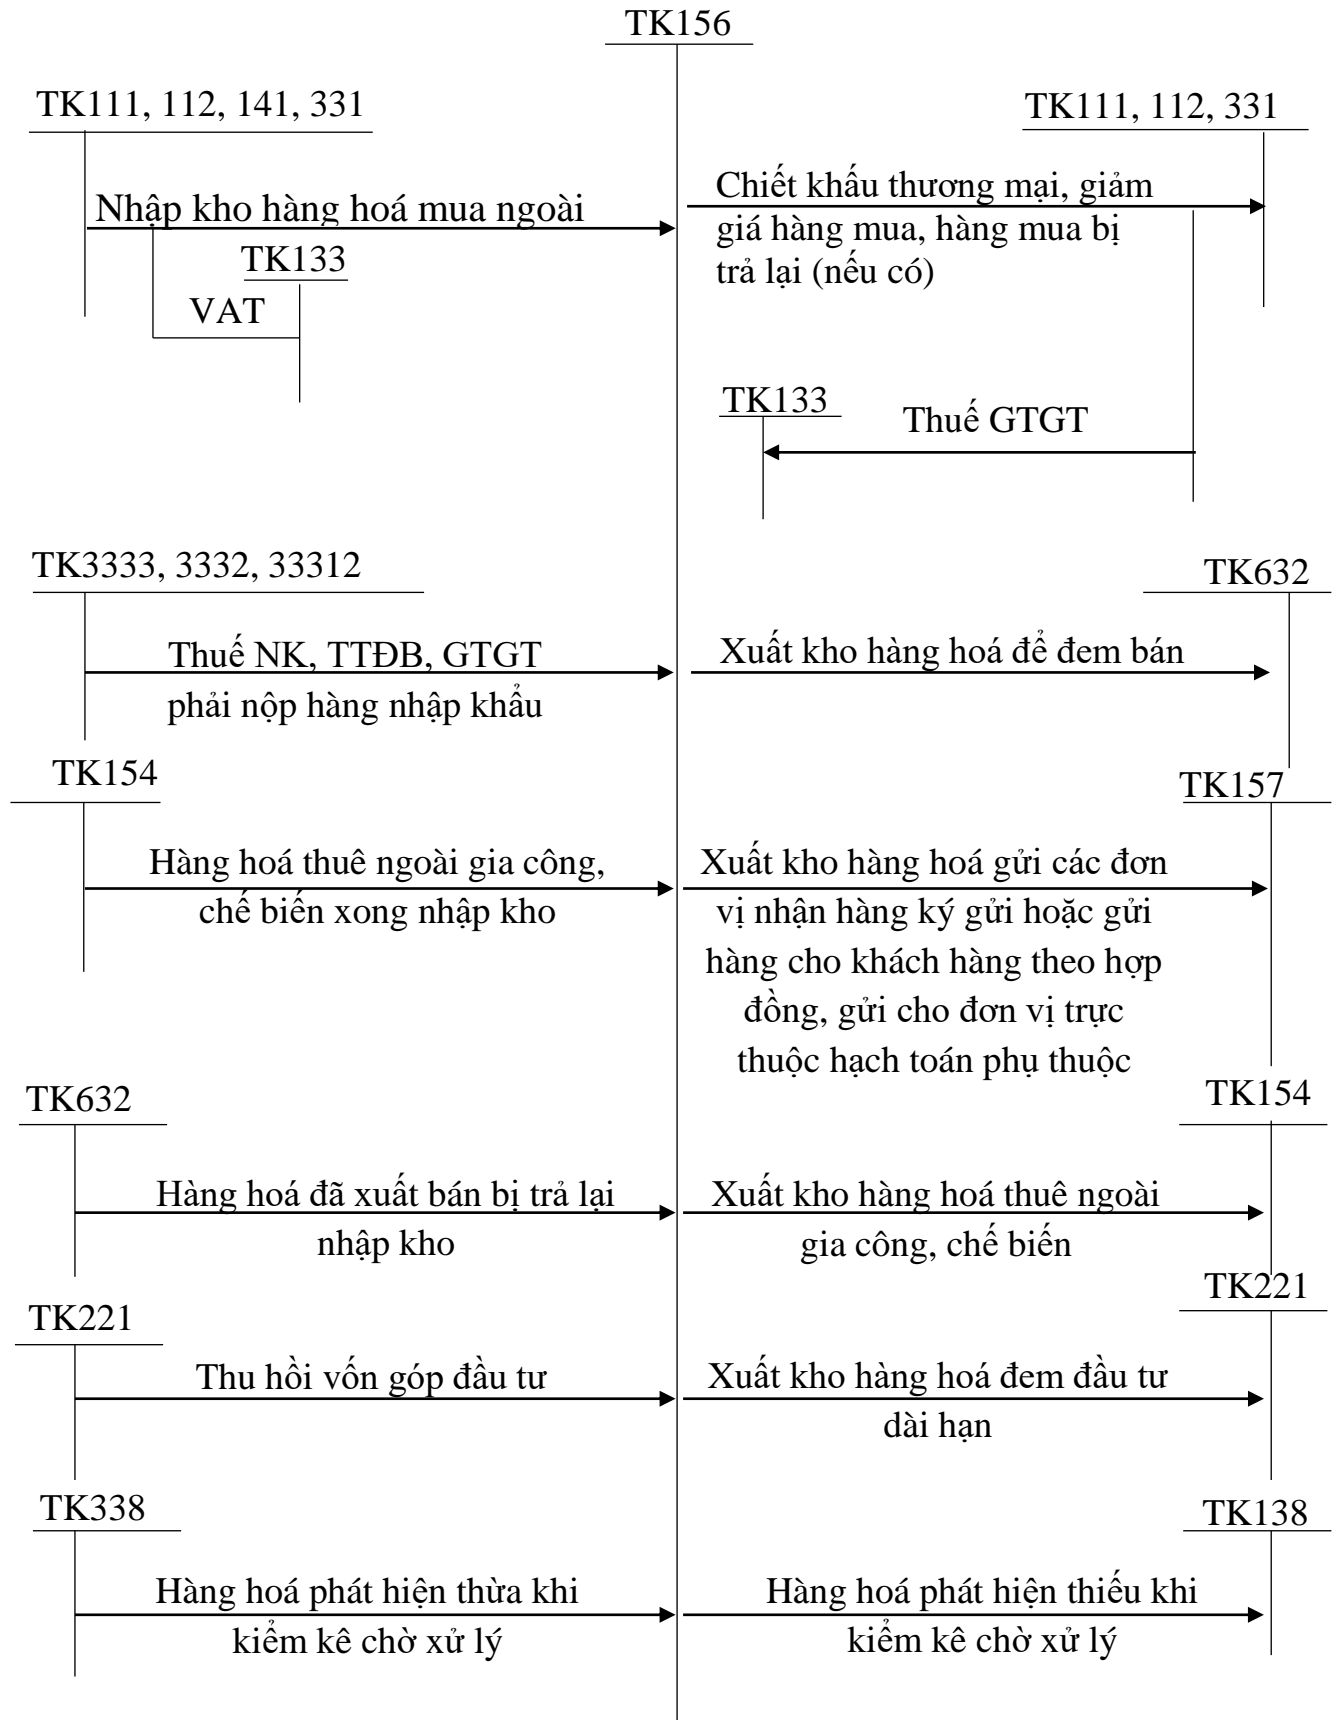 TK156
TK111, 112, 141, 331
TK111, 112, 331
Nhập kho hàng hoá mua ngoài
Chiết khấu thương mại, giảm
giá hàng mua, hàng mua bị
trả lại (nếu có)
TK133
VAT
TK133
Thuế GTGT
TK3333, 3332, 33312
TK632
Thuế NK, TTĐB, GTGT
phải nộp hàng nhập khẩu
Xuất kho hàng hoá để đem bán
TK154
TK157
Hàng hoá thuê ngoài gia công,
chế biến xong nhập kho
Xuất kho hàng hoá gửi các đơn
vị nhận hàng ký gửi hoặc gửi
hàng cho khách hàng theo hợp
đồng, gửi cho đơn vị trực
thuộc hạch toán phụ thuộc
TK632
TK154
Hàng hoá đã xuất bán bị trả lại
nhập kho
Xuất kho hàng hoá thuê ngoài
gia công, chế biến
TK221
TK221
Thu hồi vốn góp đầu tư
Xuất kho hàng hoá đem đầu tư
dài hạn
TK338
TK138
Hàng hoá phát hiện thừa khi
kiểm kê chờ xử lý
Hàng hoá phát hiện thiếu khi
kiểm kê chờ xử lý